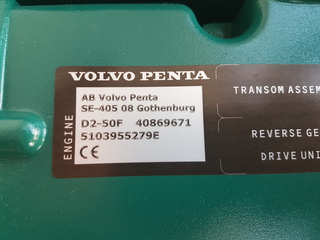 VOLVO PENTA
ENGINE
AB Volvo Penta
SE-405 08 Gothenburg
D2-50F 40869671
5103955279E
CE
TRANSOM ASSEM
REVERSE GE
DRIVE UNI